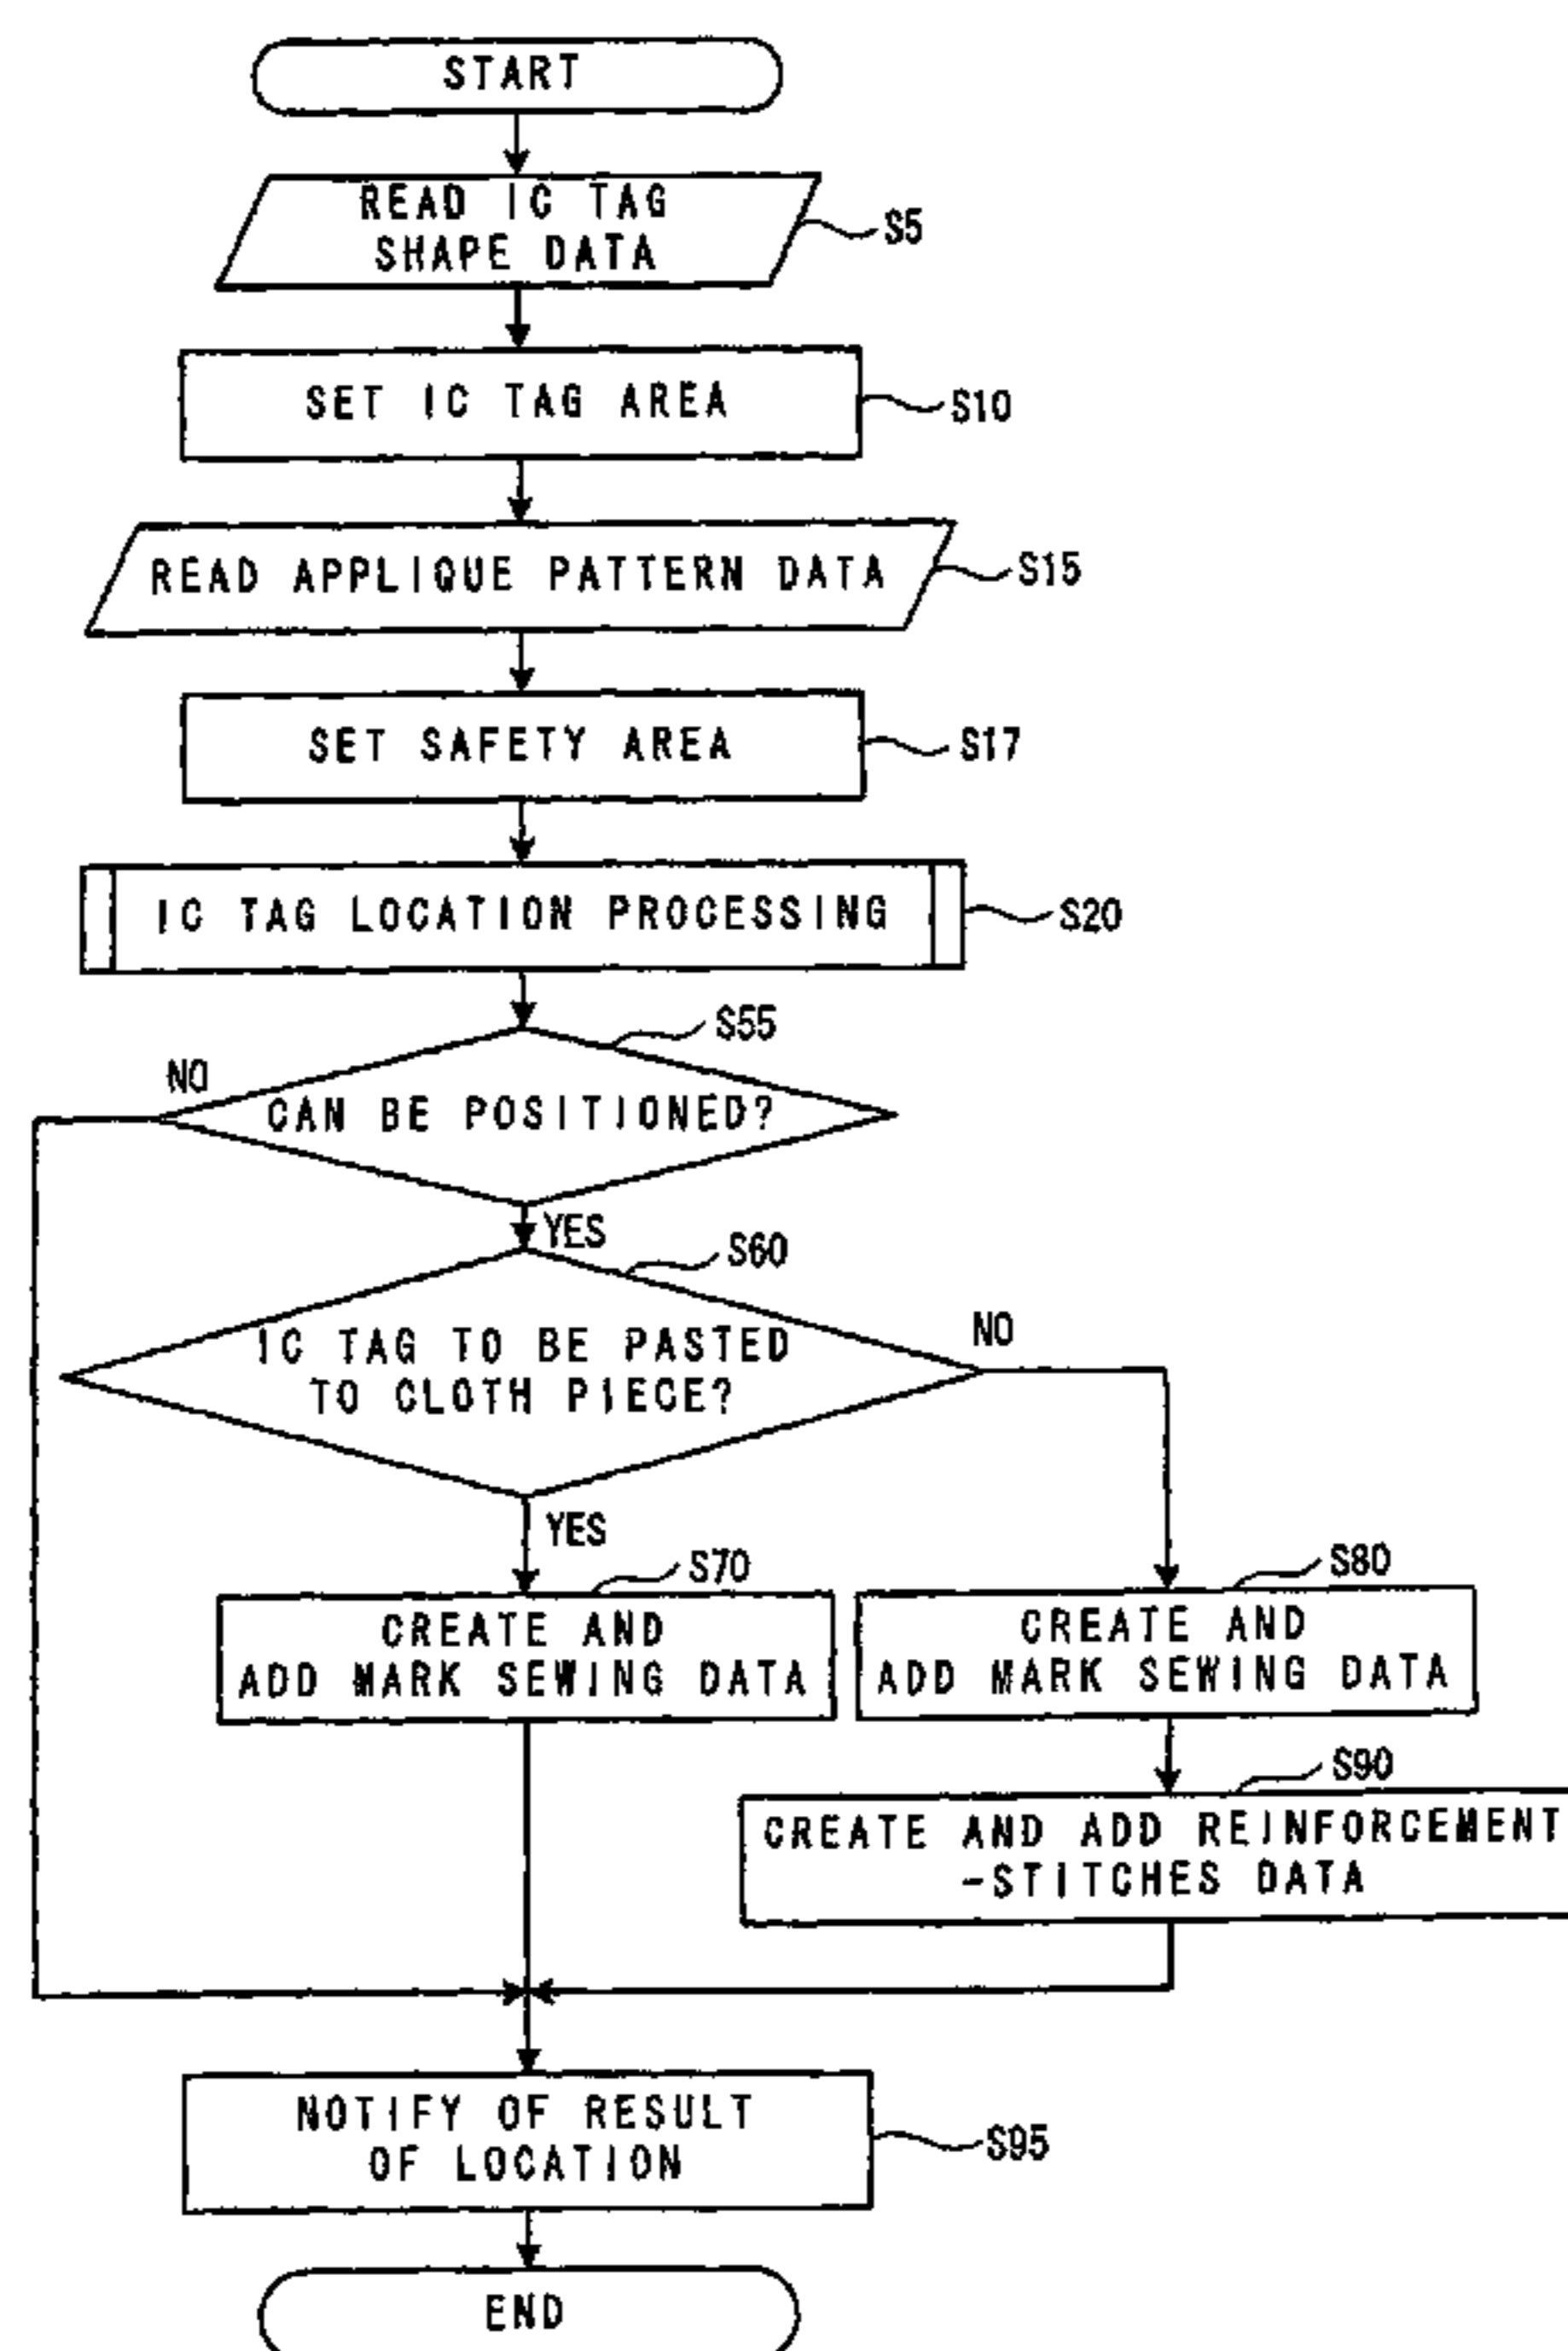 START
READ IC TAG
SHAPE DATA
S5
SET IC TAG AREA
S10
READ APPLIQUE PATTERN DATA
S15
SET SAFETY AREA
S17
IC TAG LOCATION PROCESSING
S20
S55
NO
CAN BE POSITIONED?
YES
S60
IC TAG TO BE PASTED
TO CLOTH PIECE?
NO
YES
S70
CREATE AND
ADD MARK SEWING DATA
S80
CREATE AND
ADD MARK SEWING DATA
S90
CREATE AND ADD REINFORCEMENT
-STITCHES DATA
NOTIFY OF RESULT
OF LOCATION
S95
END